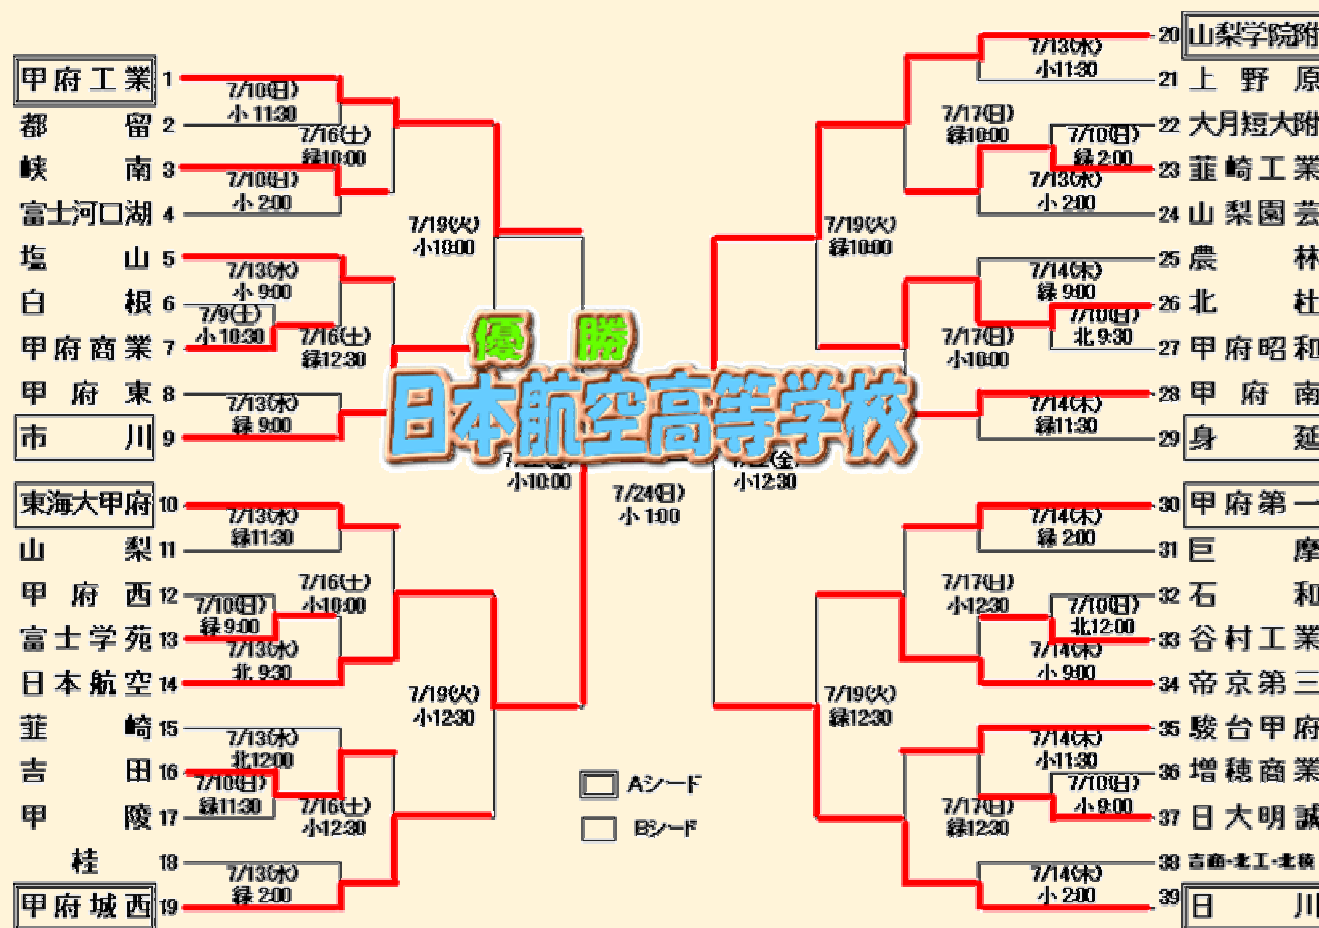 甲府工業 1
7/10(日)
小 11:30
都留 2
7/16(土)
緑10:00
峡南 3
7/10(日)
小 2:00
富士河口湖 4
7/19(火)
小10:00
塩山 5
7/13(水)
小 9:00
白根 6
7/9(土)
小10:30
甲府商業 7
7/16(土)
緑12:30
甲府東 8
7/13(水)
緑 9:00
市川 9
東海大甲府 10
7/13(水)
緑11:30
山梨 11
7/16(土)
小10:00
甲府西 12
7/10(日)
緑 9:00
富士学苑 13
7/13(水)
北 9:30
日本航空 14
7/19(火)
小12:30
韮崎 15
7/13(水)
北12:00
吉田 16
7/10(日)
緑11:30
甲陵 17
7/16(土)
小12:30
桂 18
7/13(水)
緑 2:00
甲府城西 19
優勝
日本航空高等学校
小10:00
7/24(日)
小 1:00
(金)
小12:30
Aシード
Bシード
20 山梨学院附
7/13(水)
小11:30
21 上野原
7/17(日)
緑10:00
22 大月短大附
7/10(日)
緑 2:00
23 韮崎工業
7/13(水)
小 2:00
24 山梨園芸
7/19(火)
緑10:00
25 農林
7/14(木)
緑 9:00
26 北杜
7/10(日)
北 9:30
7/17(日)
小10:00
27 甲府昭和
28 甲府南
7/14(木)
緑11:30
29 身延
30 甲府第一
7/14(木)
緑 2:00
31 巨摩
7/17(日)
小12:30
32 石和
7/10(日)
北12:00
33 谷村工業
7/14(木)
小 9:00
34 帝京第三
7/19(火)
緑12:30
35 駿台甲府
7/14(木)
小11:30
36 増穂商業
7/10(日)
小 9:00
7/17(日)
緑12:30
37 日大明誠
38 吉商・北工・北稜
7/14(木)
小 2:00
39 日川